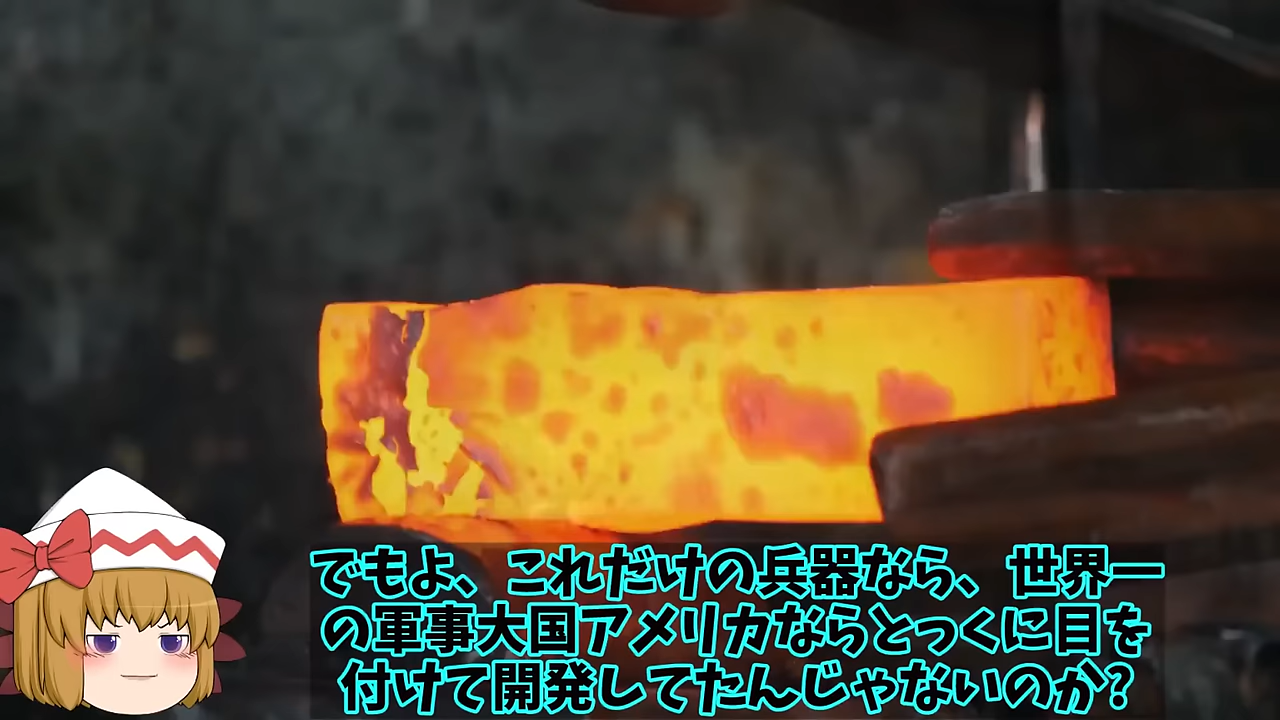 でもよ、これだけの兵器なら、世界一
の軍事大国アメリカならとっくに目を
付けて開発してたんじゃないのか?